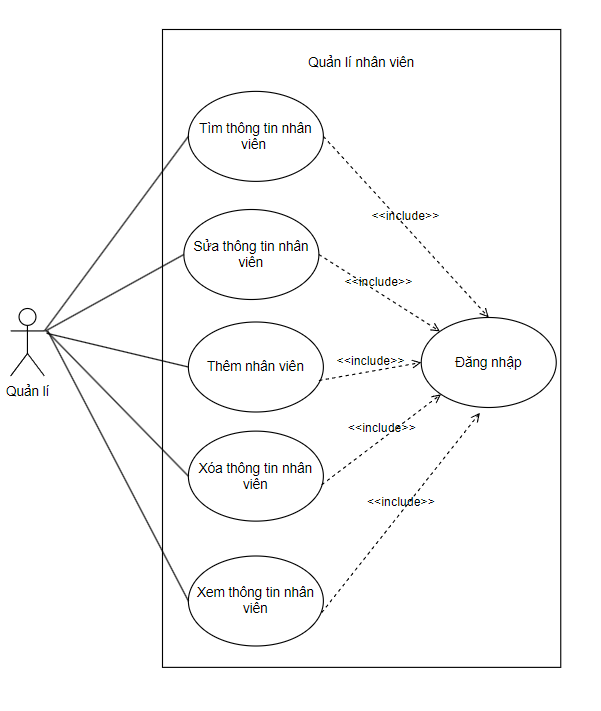 Quản lí nhân viên
Tìm thông tin nhân
viên
<<include>>
Sửa thông tin nhân
viên
<<include>>
Thêm nhân viên
<<include>>
Đăng nhập
Quản lí
Xóa thông tin nhân
viên
<<include>>
Xem thông tin nhân
viên
<<include>>